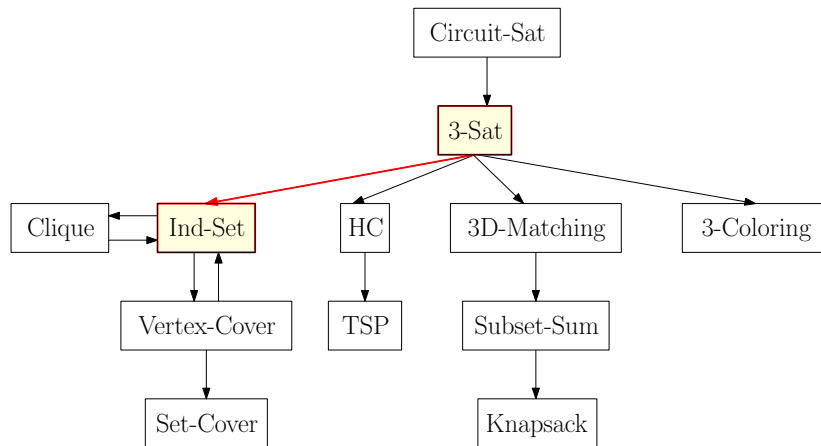 Circuit-Sat
3-Sat
Clique
Ind-Set
HC
3D-Matching
3-Coloring
Vertex-Cover
TSP
Subset-Sum
Set-Cover
Knapsack